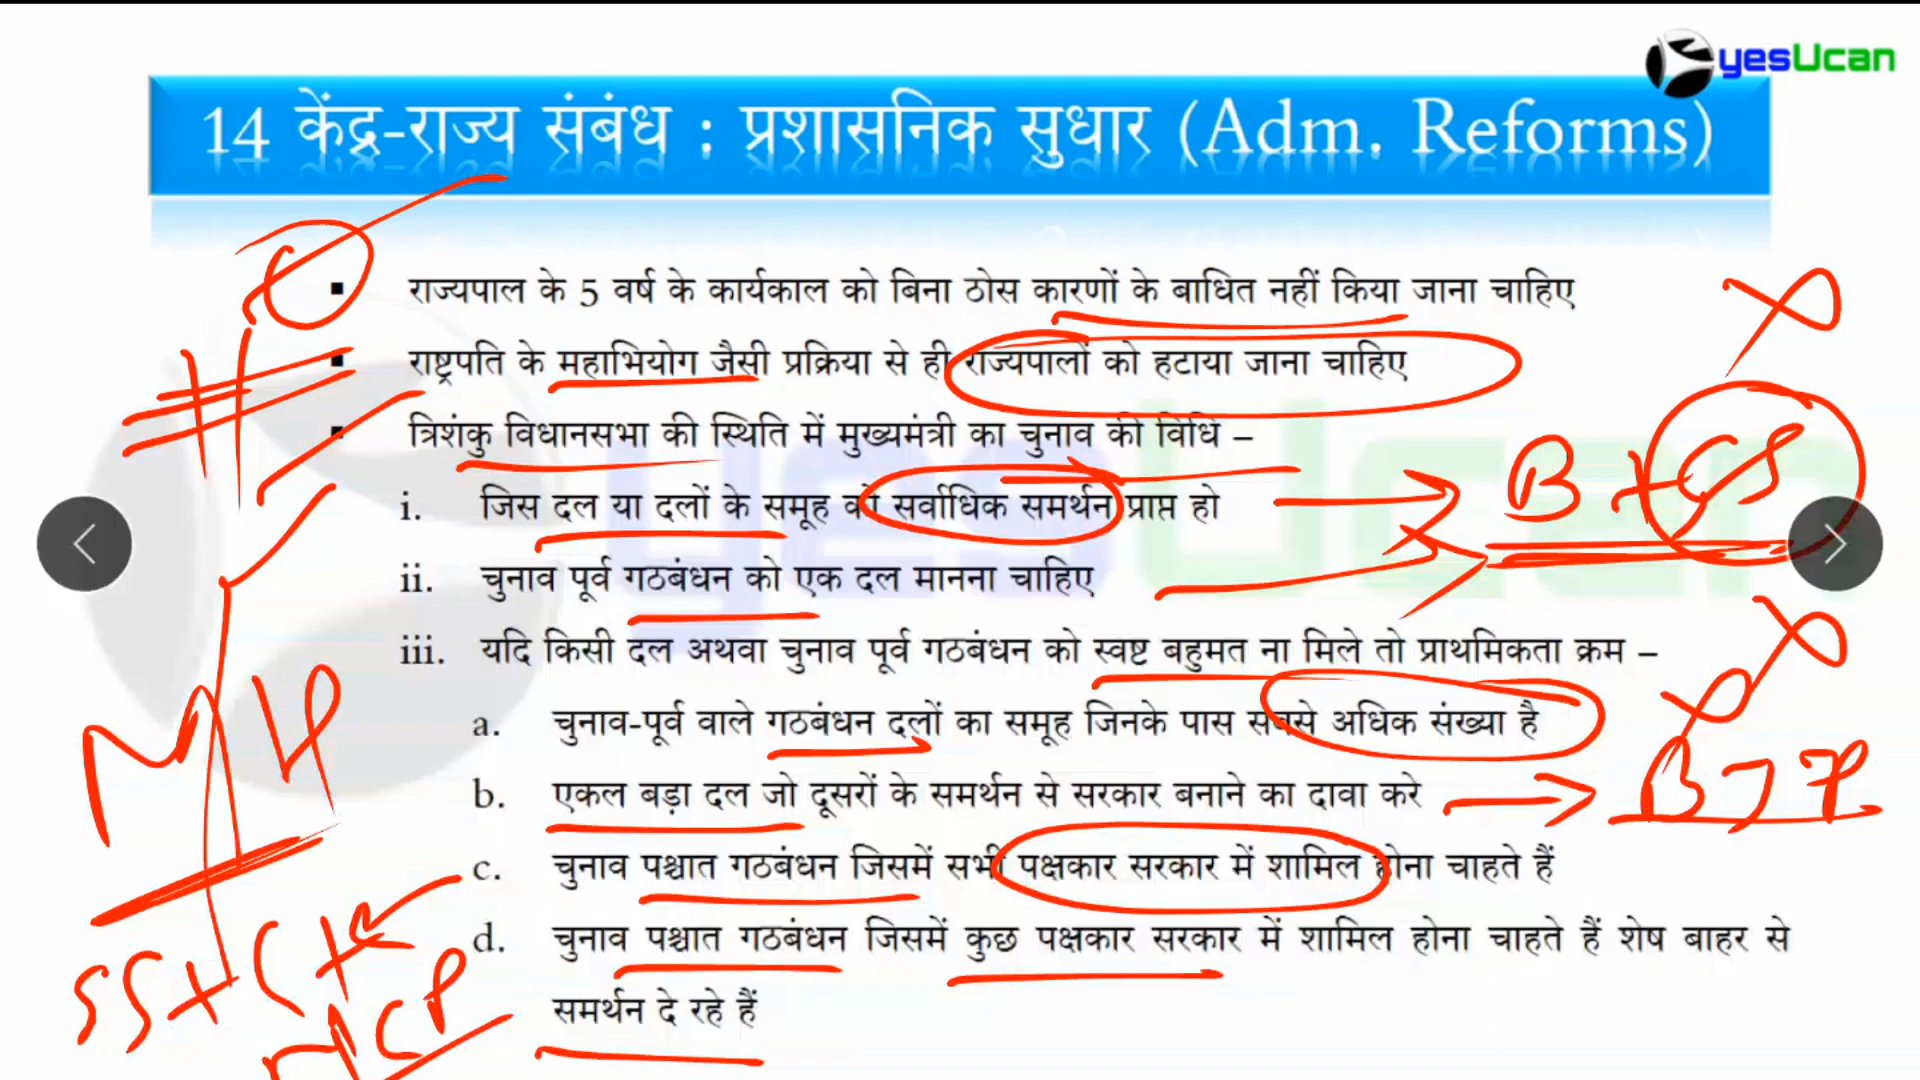 yesUcan
14 केंद्र-राज्य संबंध : प्रशासनिक सुधार (Adm. Reforms)
▪ राज्यपाल के 5 वर्ष के कार्यकाल को बिना ठोस कारणों के बाधित नहीं किया जाना चाहिए
▪ राष्ट्रपति के महाभियोग जैसी प्रक्रिया से ही राज्यपालों को हटाया जाना चाहिए
▪ त्रिशंकु विधानसभा की स्थिति में मुख्यमंत्री का चुनाव की विधि –
i. जिस दल या दलों के समूह को सर्वाधिक समर्थन प्राप्त हो
B + CS
ii. चुनाव पूर्व गठबंधन को एक दल मानना चाहिए
iii. यदि किसी दल अथवा चुनाव पूर्व गठबंधन को स्वष्ट बहुमत ना मिले तो प्राथमिकता क्रम –
a. चुनाव-पूर्व वाले गठबंधन दलों का समूह जिनके पास सबसे अधिक संख्या है
b. एकल बड़ा दल जो दूसरों के समर्थन से सरकार बनाने का दावा करे
BJP
c. चुनाव पश्चात गठबंधन जिसमें सभी पक्षकार सरकार में शामिल होना चाहते हैं
d. चुनाव पश्चात गठबंधन जिसमें कुछ पक्षकार सरकार में शामिल होना चाहते हैं शेष बाहर से
समर्थन दे रहे हैं
SS + C +
NCP